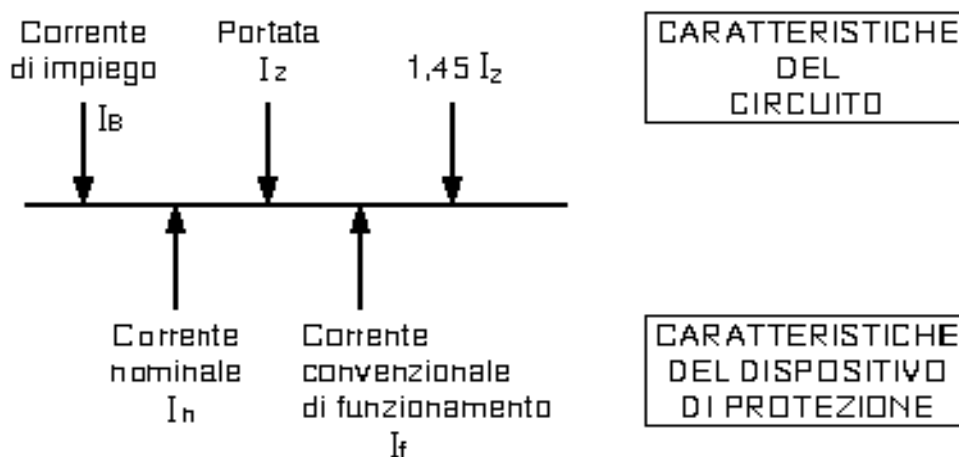 Corrente
di impiego
IB
Portata
Iz
1,45 Iz
CARATTERISTICHE
DEL
CIRCUITO
Corrente
nominale
In
Corrente
convenzionale
di funzionamento
If
CARATTERISTICHE
DEL DISPOSITIVO
DI PROTEZIONE